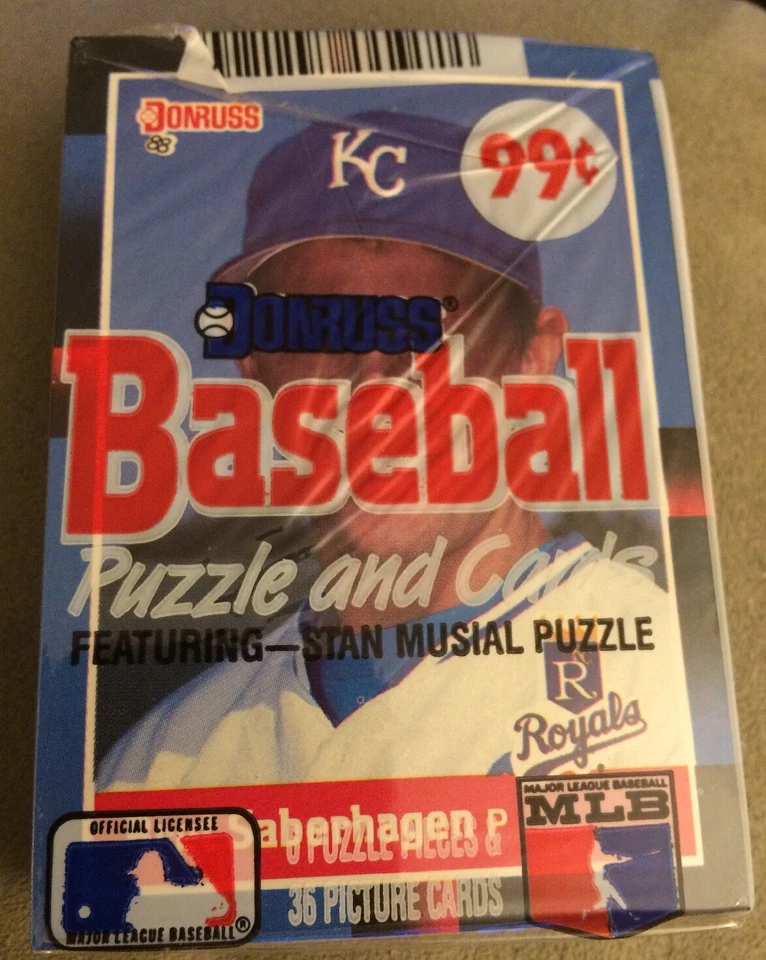 DONRUSS
88
KC
99¢
DONRUSS®
Baseball
Puzzle and Cards
FEATURING—STAN MUSIAL PUZZLE
R
Royals
Saberhagen P
PUZZLE PIECES &
36 PICTURE CARDS
OFFICIAL LICENSEE
MAJOR LEAGUE BASEBALL®
MAJOR LEAGUE BASEBALL
MLB